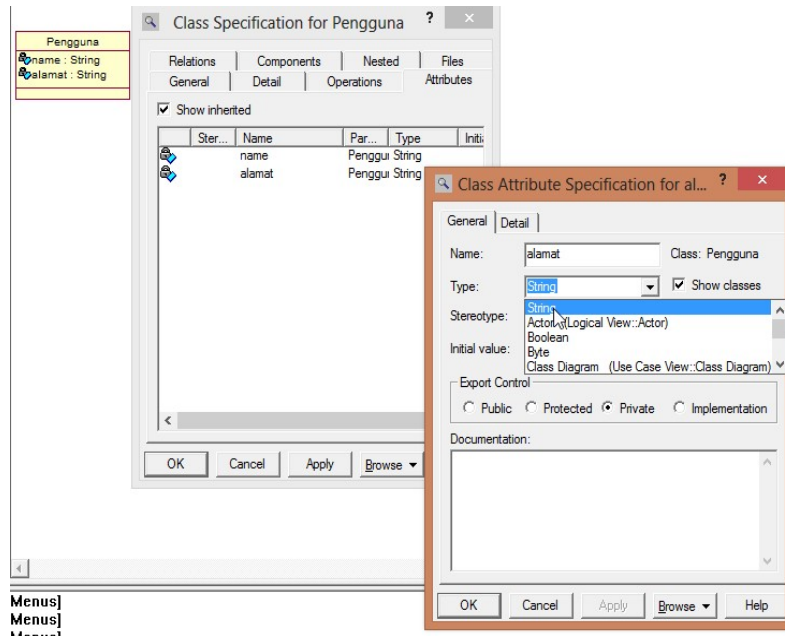 Pengguna
name : String
alamat : String
Class Specification for Pengguna ?
Relations Components Nested Files
General Detail Operations Attributes
Show inherited
Ster... Name Par... Type Initi
name Penggu String
alamat Penggu String
OK Cancel Apply Browse
Class Attribute Specification for al... ?
General Detail
Name: alamat Class: Pengguna
Type: String Show classes
Stereotype:
Initial value:
String
Actor (Logical View::Actor)
Boolean
Byte
Class Diagram (Use Case View::Class Diagram)
Export Control
Public Protected Private Implementation
Documentation:
OK Cancel Apply Browse Help
Menus]
Menus]
Menus]